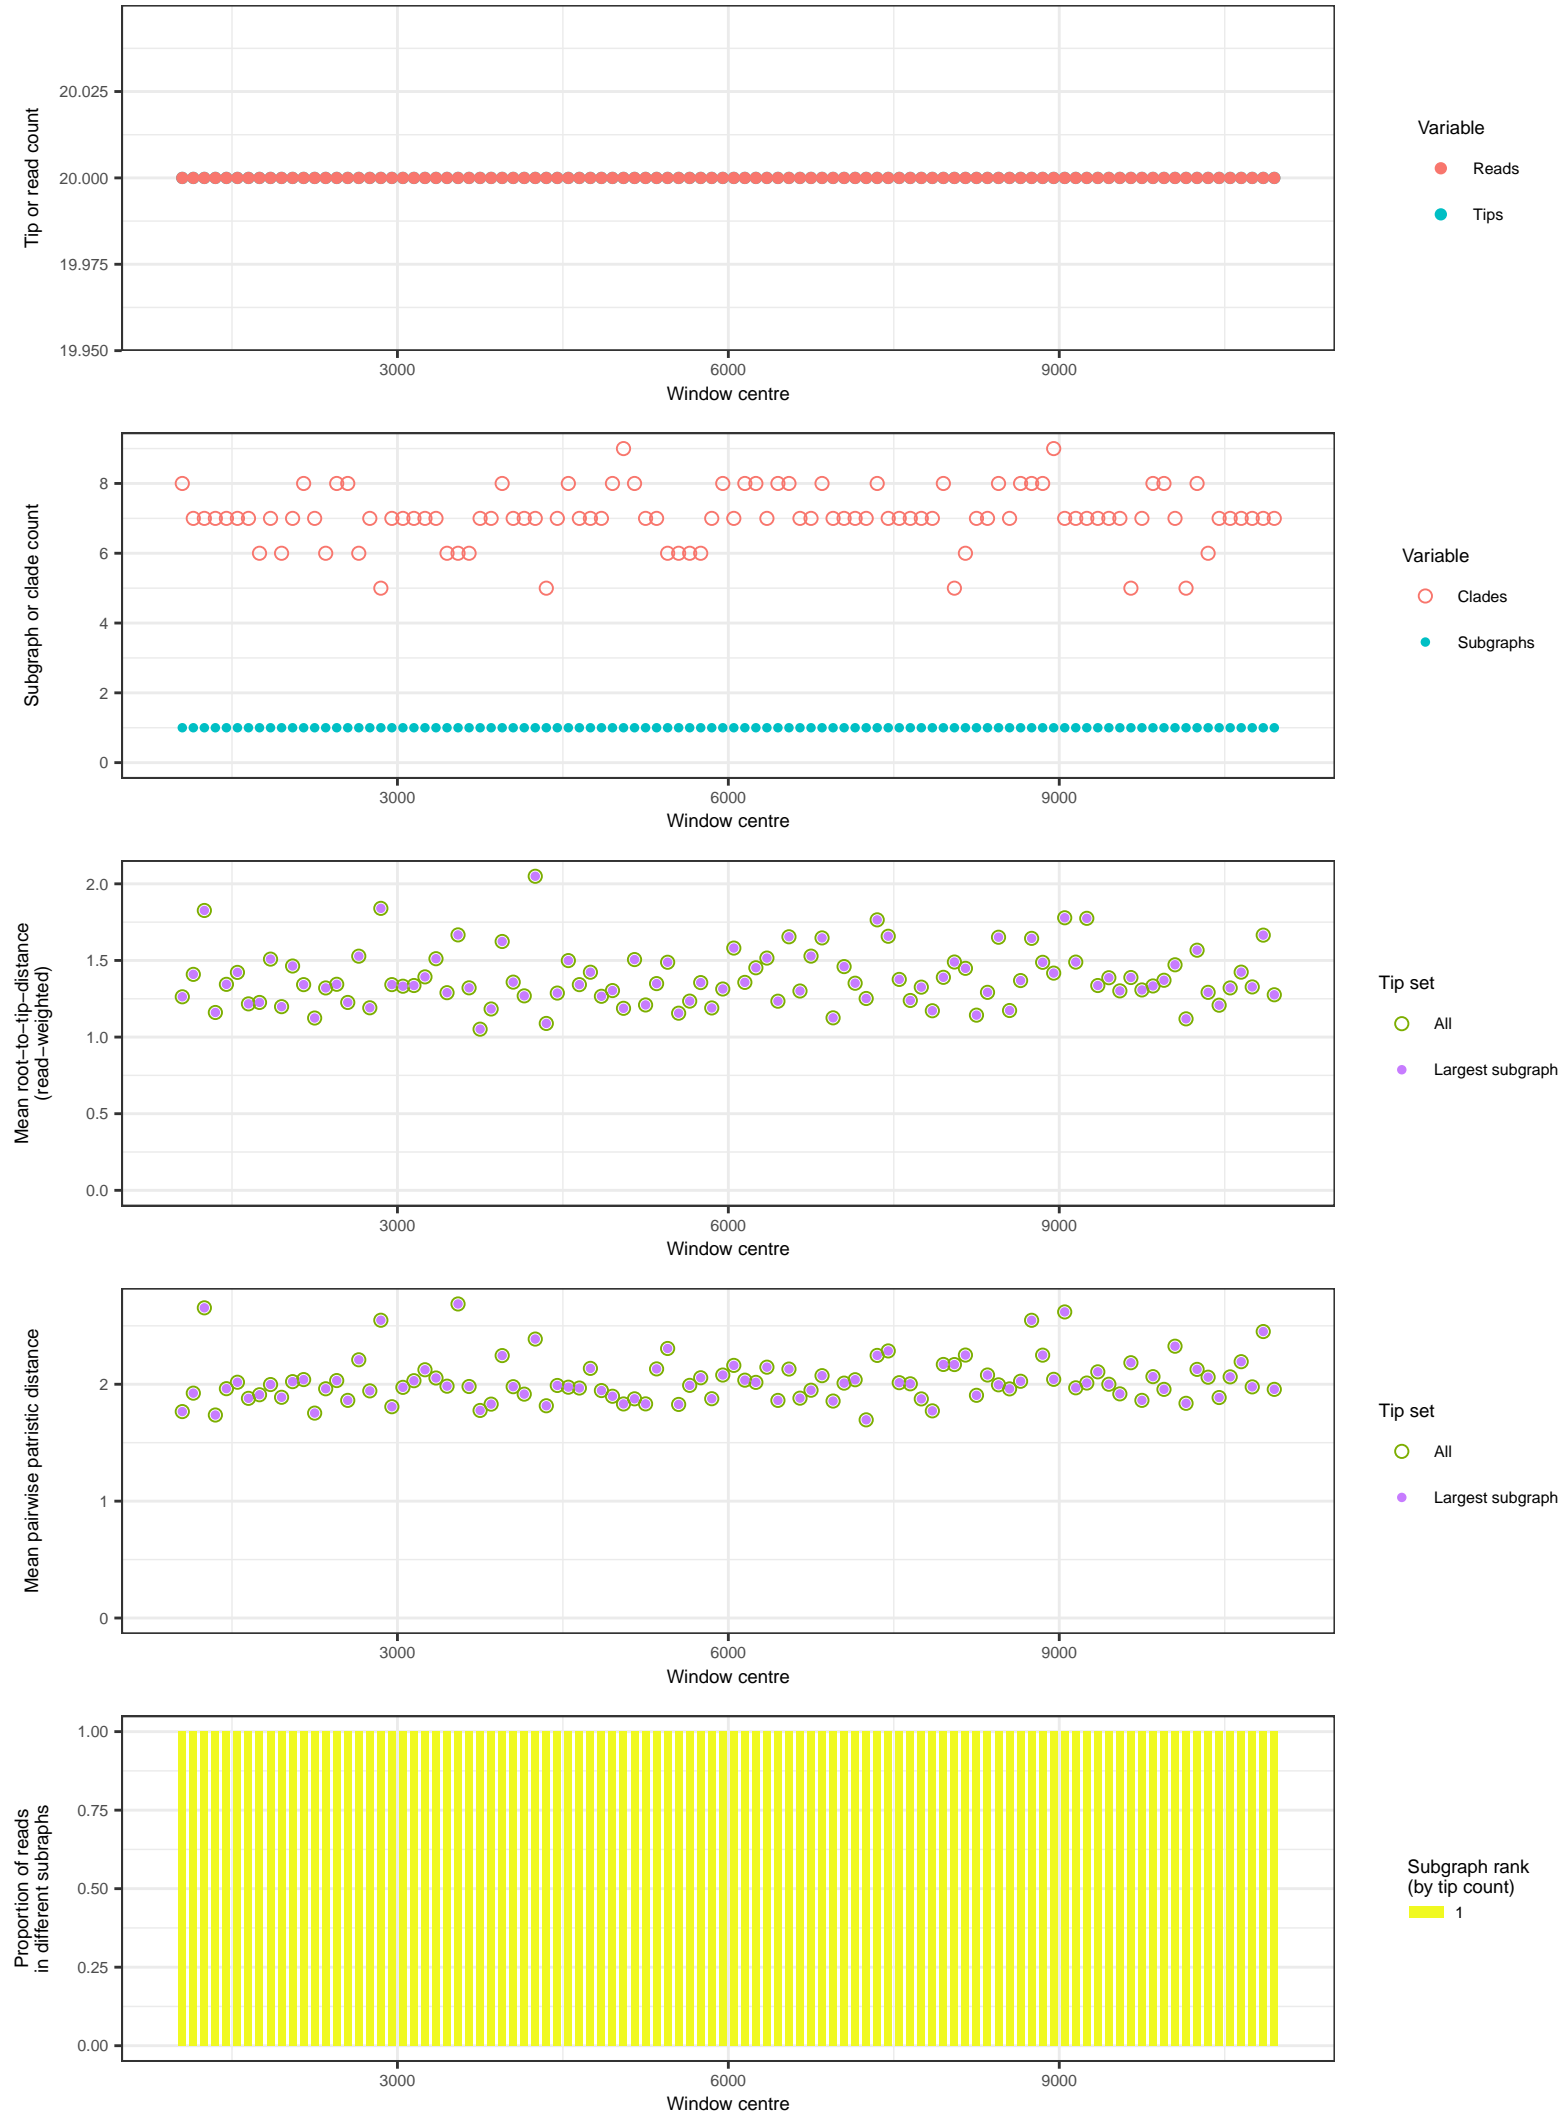 20.025
20.000
19.975
19.950
Tip or read count
3000
6000
9000
Window centre
Variable
Reads
Tips
8
6
4
2
0
Subgraph or clade count
3000
6000
9000
Window centre
Variable
Clades
Subgraphs
2.0
1.5
1.0
0.5
0.0
Mean root−to−tip−distance
(read−weighted)
3000
6000
9000
Window centre
Tip set
All
Largest subgraph
2
1
0
Mean pairwise patristic distance
3000
6000
9000
Window centre
Tip set
All
Largest subgraph
1.00
0.75
0.50
0.25
0.00
Proportion of reads
in different subraphs
3000
6000
9000
Window centre
Subgraph rank
(by tip count)
1